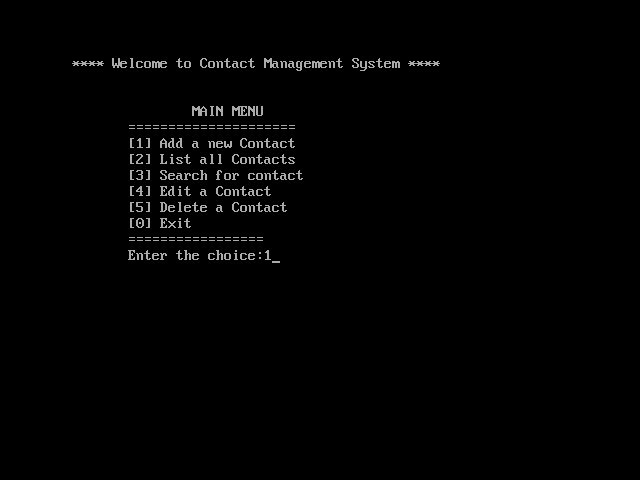 **** Welcome to Contact Management System ****
MAIN MENU
=====================
[1] Add a new Contact
[2] List all Contacts
[3] Search for contact
[4] Edit a Contact
[5] Delete a Contact
[0] Exit
=================
Enter the choice:1_